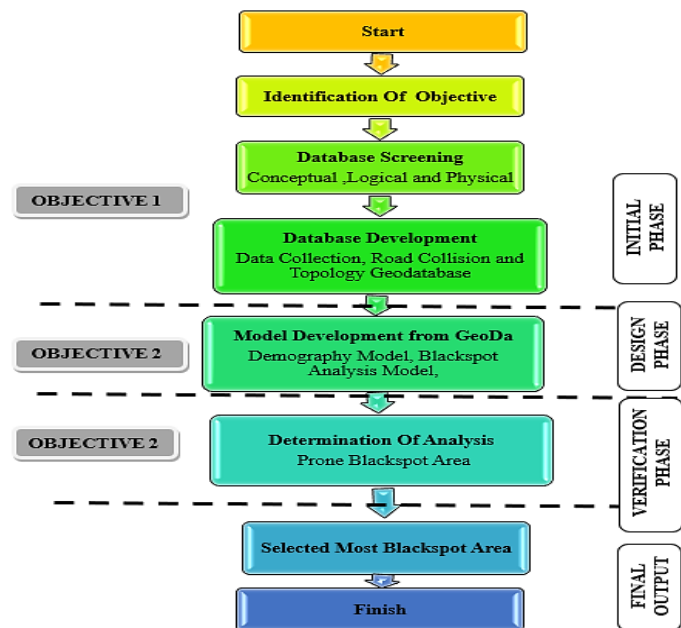 Start
Identification Of Objective
Database Screening
Conceptual ,Logical and Physical
OBJECTIVE 1
INITIAL
PHASE
Database Development
Data Collection, Road Collision and
Topology Geodatabase
Model Development from GeoDa
Demography Model, Blackspot
Analysis Model,
OBJECTIVE 2
DESIGN
PHASE
Determination Of Analysis
Prone Blackspot Area
OBJECTIVE 2
VERIFICATION
PHASE
Selected Most Blackspot Area
FINAL
OUTPUT
Finish